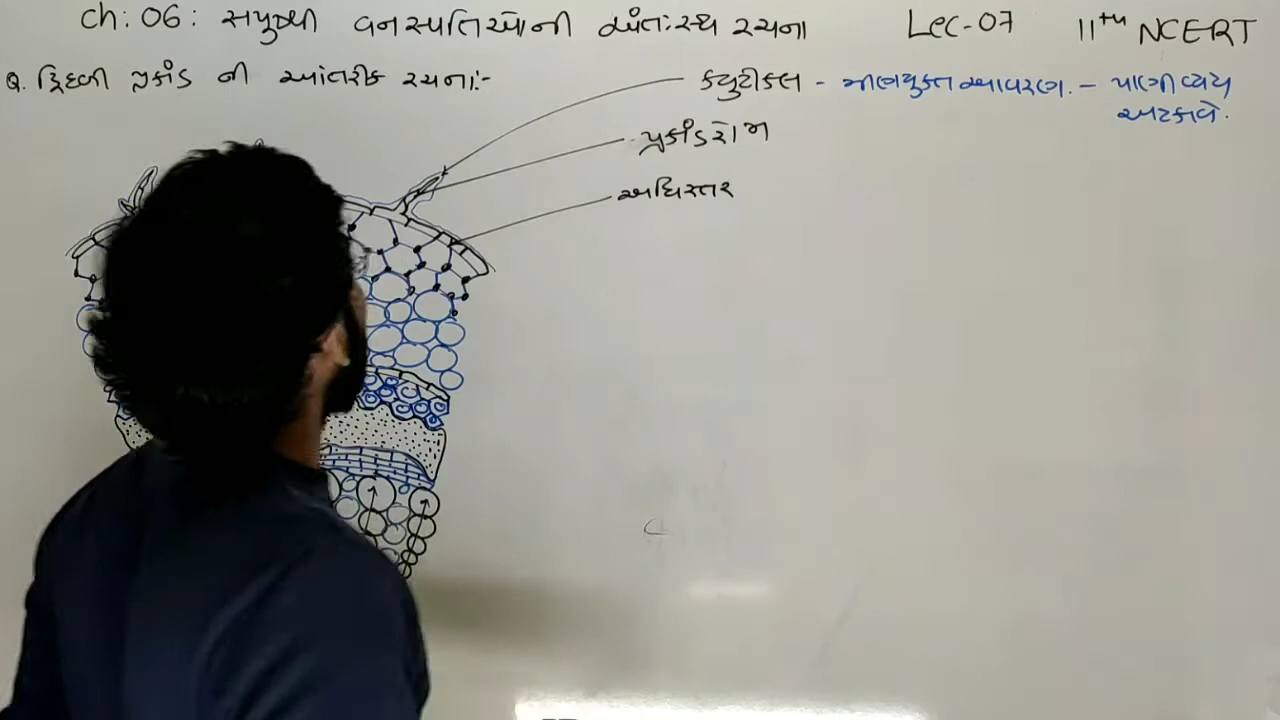 Ch: 06: સપુષ્પી વનસ્પતિઓની અંતઃસ્થ રચના Lec-07 11th NCERT
Q. દ્વિદળી પ્રકાંડ ની આંતરીક રચના:-
ક્યુટીકલ - મીણયુક્ત આવરણ. - પાણી વ્યય
અટકાવે.
પ્રકાંડરોમ
અધિસ્તર